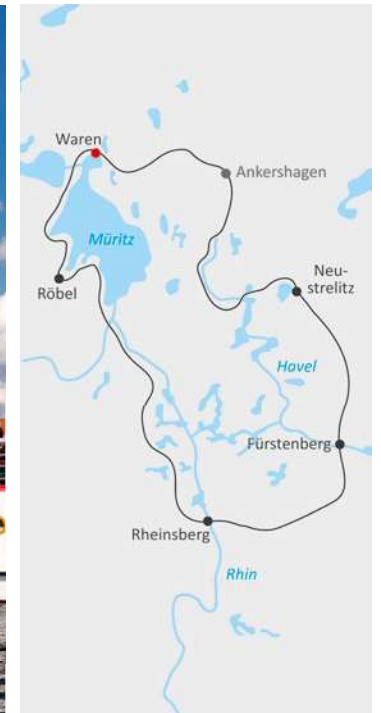 Waren
Ankershagen
Müritz
Röbel
Neu-
strelitz
Havel
Fürstenberg
Rheinsberg
Rhin